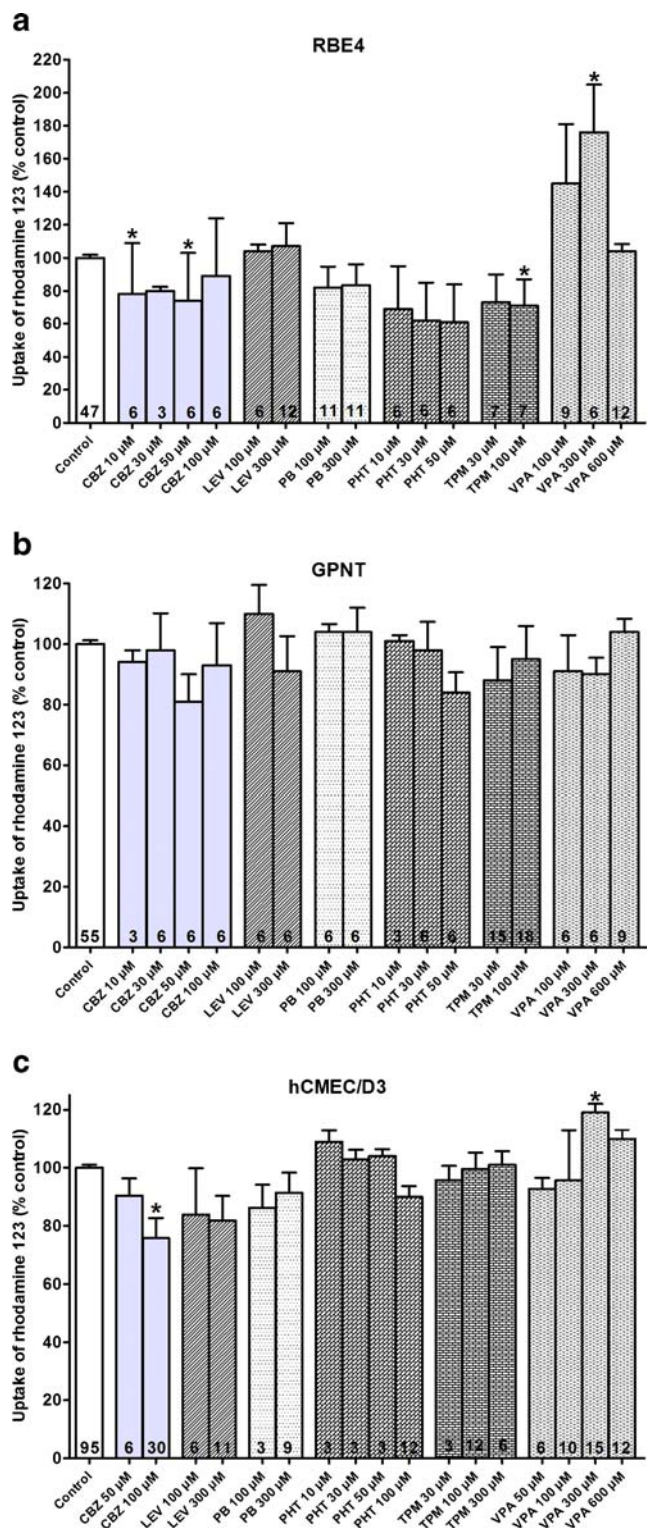 a
RBE4
Uptake of rhodamine 123 (% control)
220
200
180
160
140
120
100
80
60
40
20
0
* * * *
47 6 3 6 6 6 12 11 11 6 6 6 7 7 9 6 12
Control CBZ 10 µM CBZ 30 µM CBZ 50 µM CBZ 100 µM LEV 100 µM LEV 300 µM PB 100 µM PB 300 µM PHT 10 µM PHT 30 µM PHT 50 µM TPM 30 µM TPM 100 µM VPA 100 µM VPA 300 µM VPA 600 µM
b
GPNT
Uptake of rhodamine 123 (% control)
120
100
80
60
40
20
0
55 3 6 6 6 6 6 6 6 3 6 6 15 18 6 6 9
Control CBZ 10 µM CBZ 30 µM CBZ 50 µM CBZ 100 µM LEV 100 µM LEV 300 µM PB 100 µM PB 300 µM PHT 10 µM PHT 30 µM PHT 50 µM TPM 30 µM TPM 100 µM VPA 100 µM VPA 300 µM VPA 600 µM
c
hCMEC/D3
Uptake of rhodamine 123 (% control)
120
100
80
60
40
20
0
* *
95 6 30 6 11 3 9 3 3 3 12 3 12 6 6 10 15 12
Control CBZ 50 µM CBZ 100 µM LEV 100 µM LEV 300 µM PB 100 µM PB 300 µM PHT 10 µM PHT 30 µM PHT 50 µM PHT 100 µM TPM 30 µM TPM 100 µM TPM 300 µM VPA 50 µM VPA 100 µM VPA 300 µM VPA 600 µM